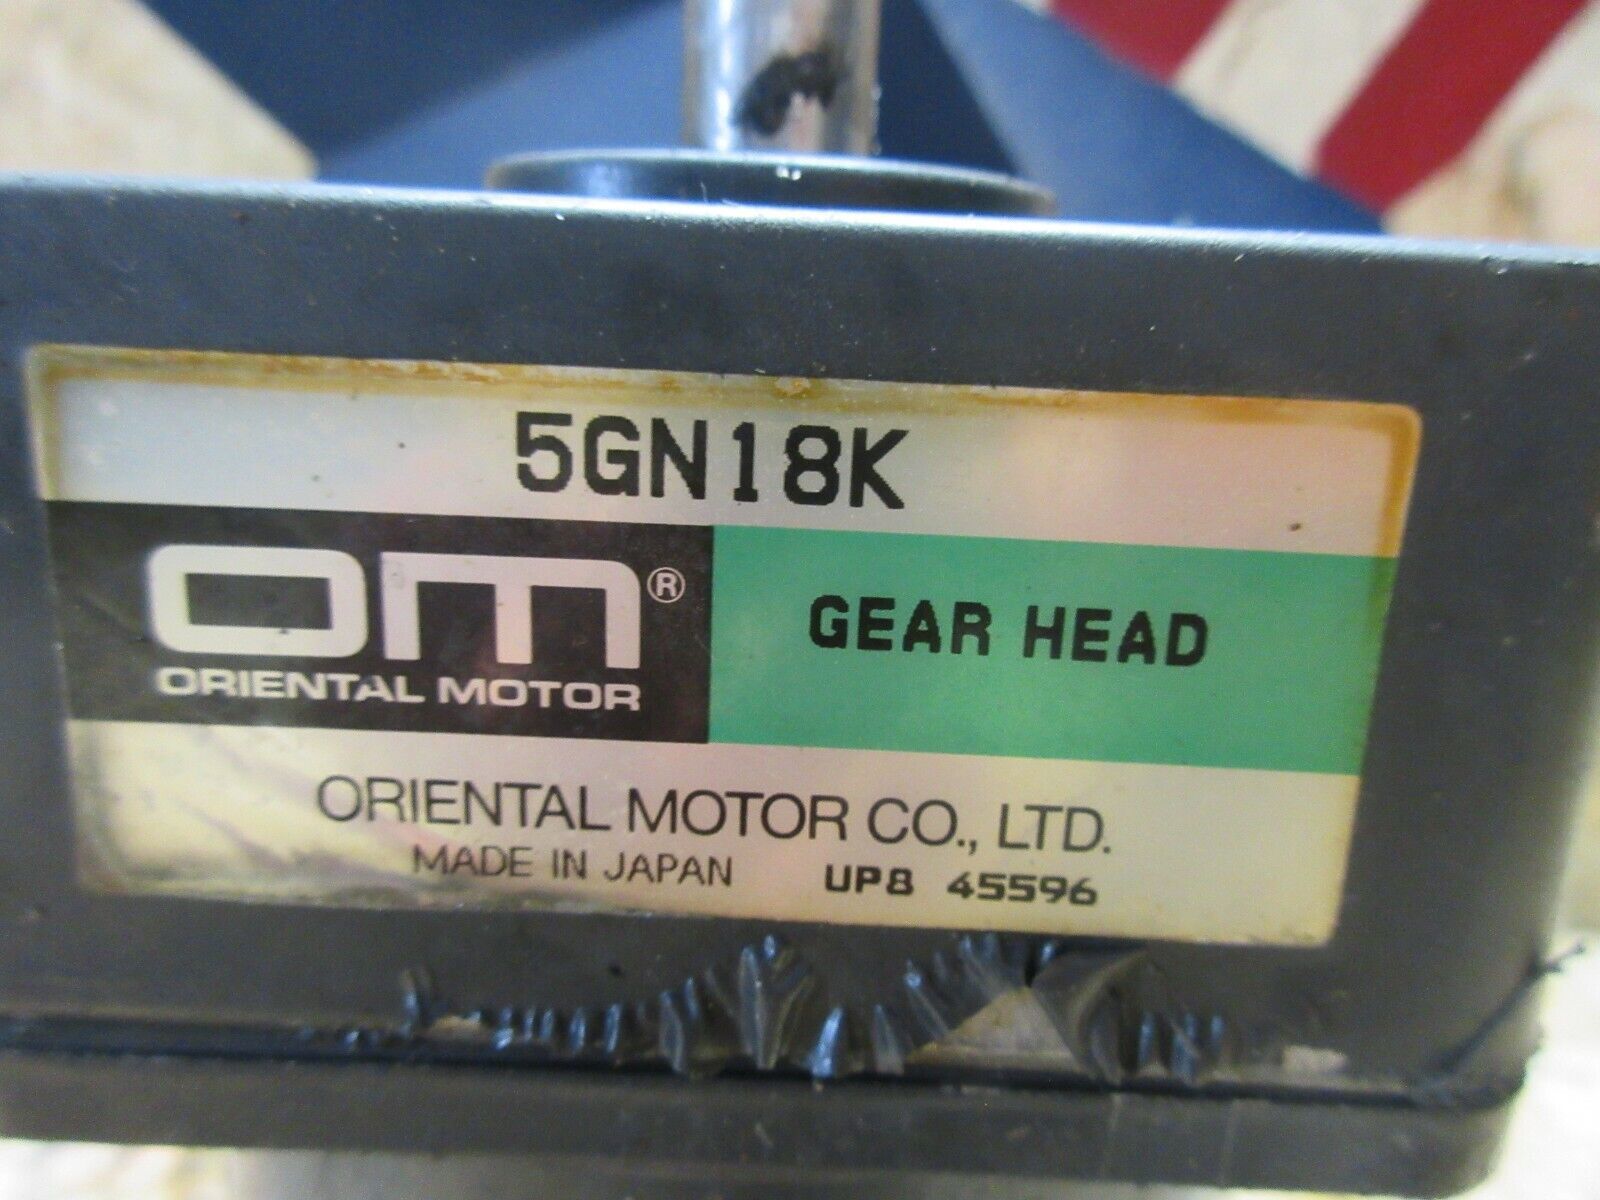 5GN18K
om®
ORIENTAL MOTOR
GEAR HEAD
ORIENTAL MOTOR CO., LTD.
MADE IN JAPAN UP8 45596